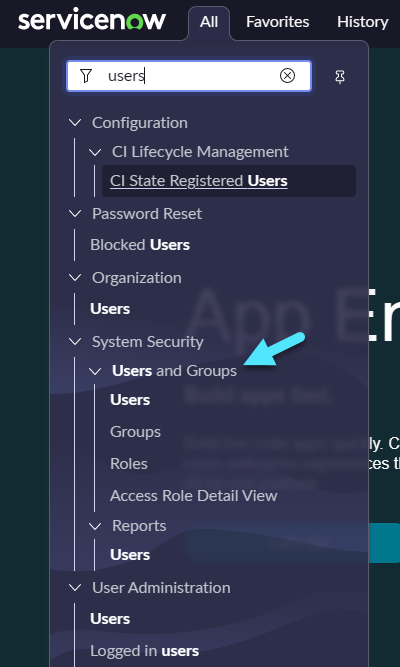 servicenow
All Favorites History
users
Configuration
CI Lifecycle Management
CI State Registered Users
Password Reset
Blocked Users
Organization
Users
System Security
Users and Groups
Users
Groups
Roles
Access Role Detail View
Reports
Users
User Administration
Users
Logged in users
App En
Build apps fast.